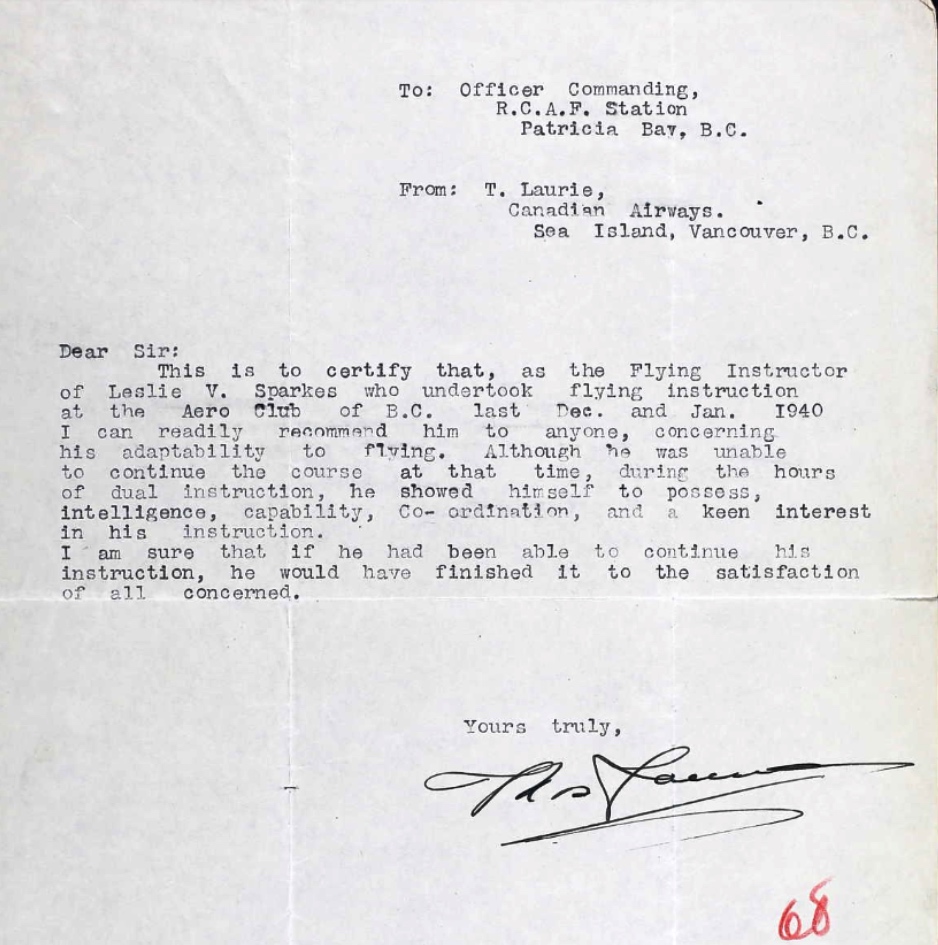 To: Officer Commanding,
R.C.A.F. Station
Patricia Bay, B.C.
From: T. Laurie,
Canadian Airways.
Sea Island, Vancouver, B.C.
Dear Sir:
This is to certify that, as the Flying Instructor
of Leslie V. Sparkes who undertook flying instruction
at the Aero Club of B.C. last Dec. and Jan. I940
I can readily recommend him to anyone, concerning
his adaptability to flying. Although he was unable
to continue the course at that time, during the hours
of dual instruction, he showed himself to possess,
intelligence, capability, Co- ordination, and a keen interest
in his instruction.
I am sure that if he had been able to continue his
instruction, he would have finished it to the satisfaction
of all concerned.
Yours truly,
Thos Laurie
68